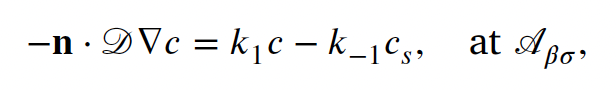 −𝐧 · 𝒟∇c = k₁c − k₋₁cₛ,  at 𝒜_{βσ},